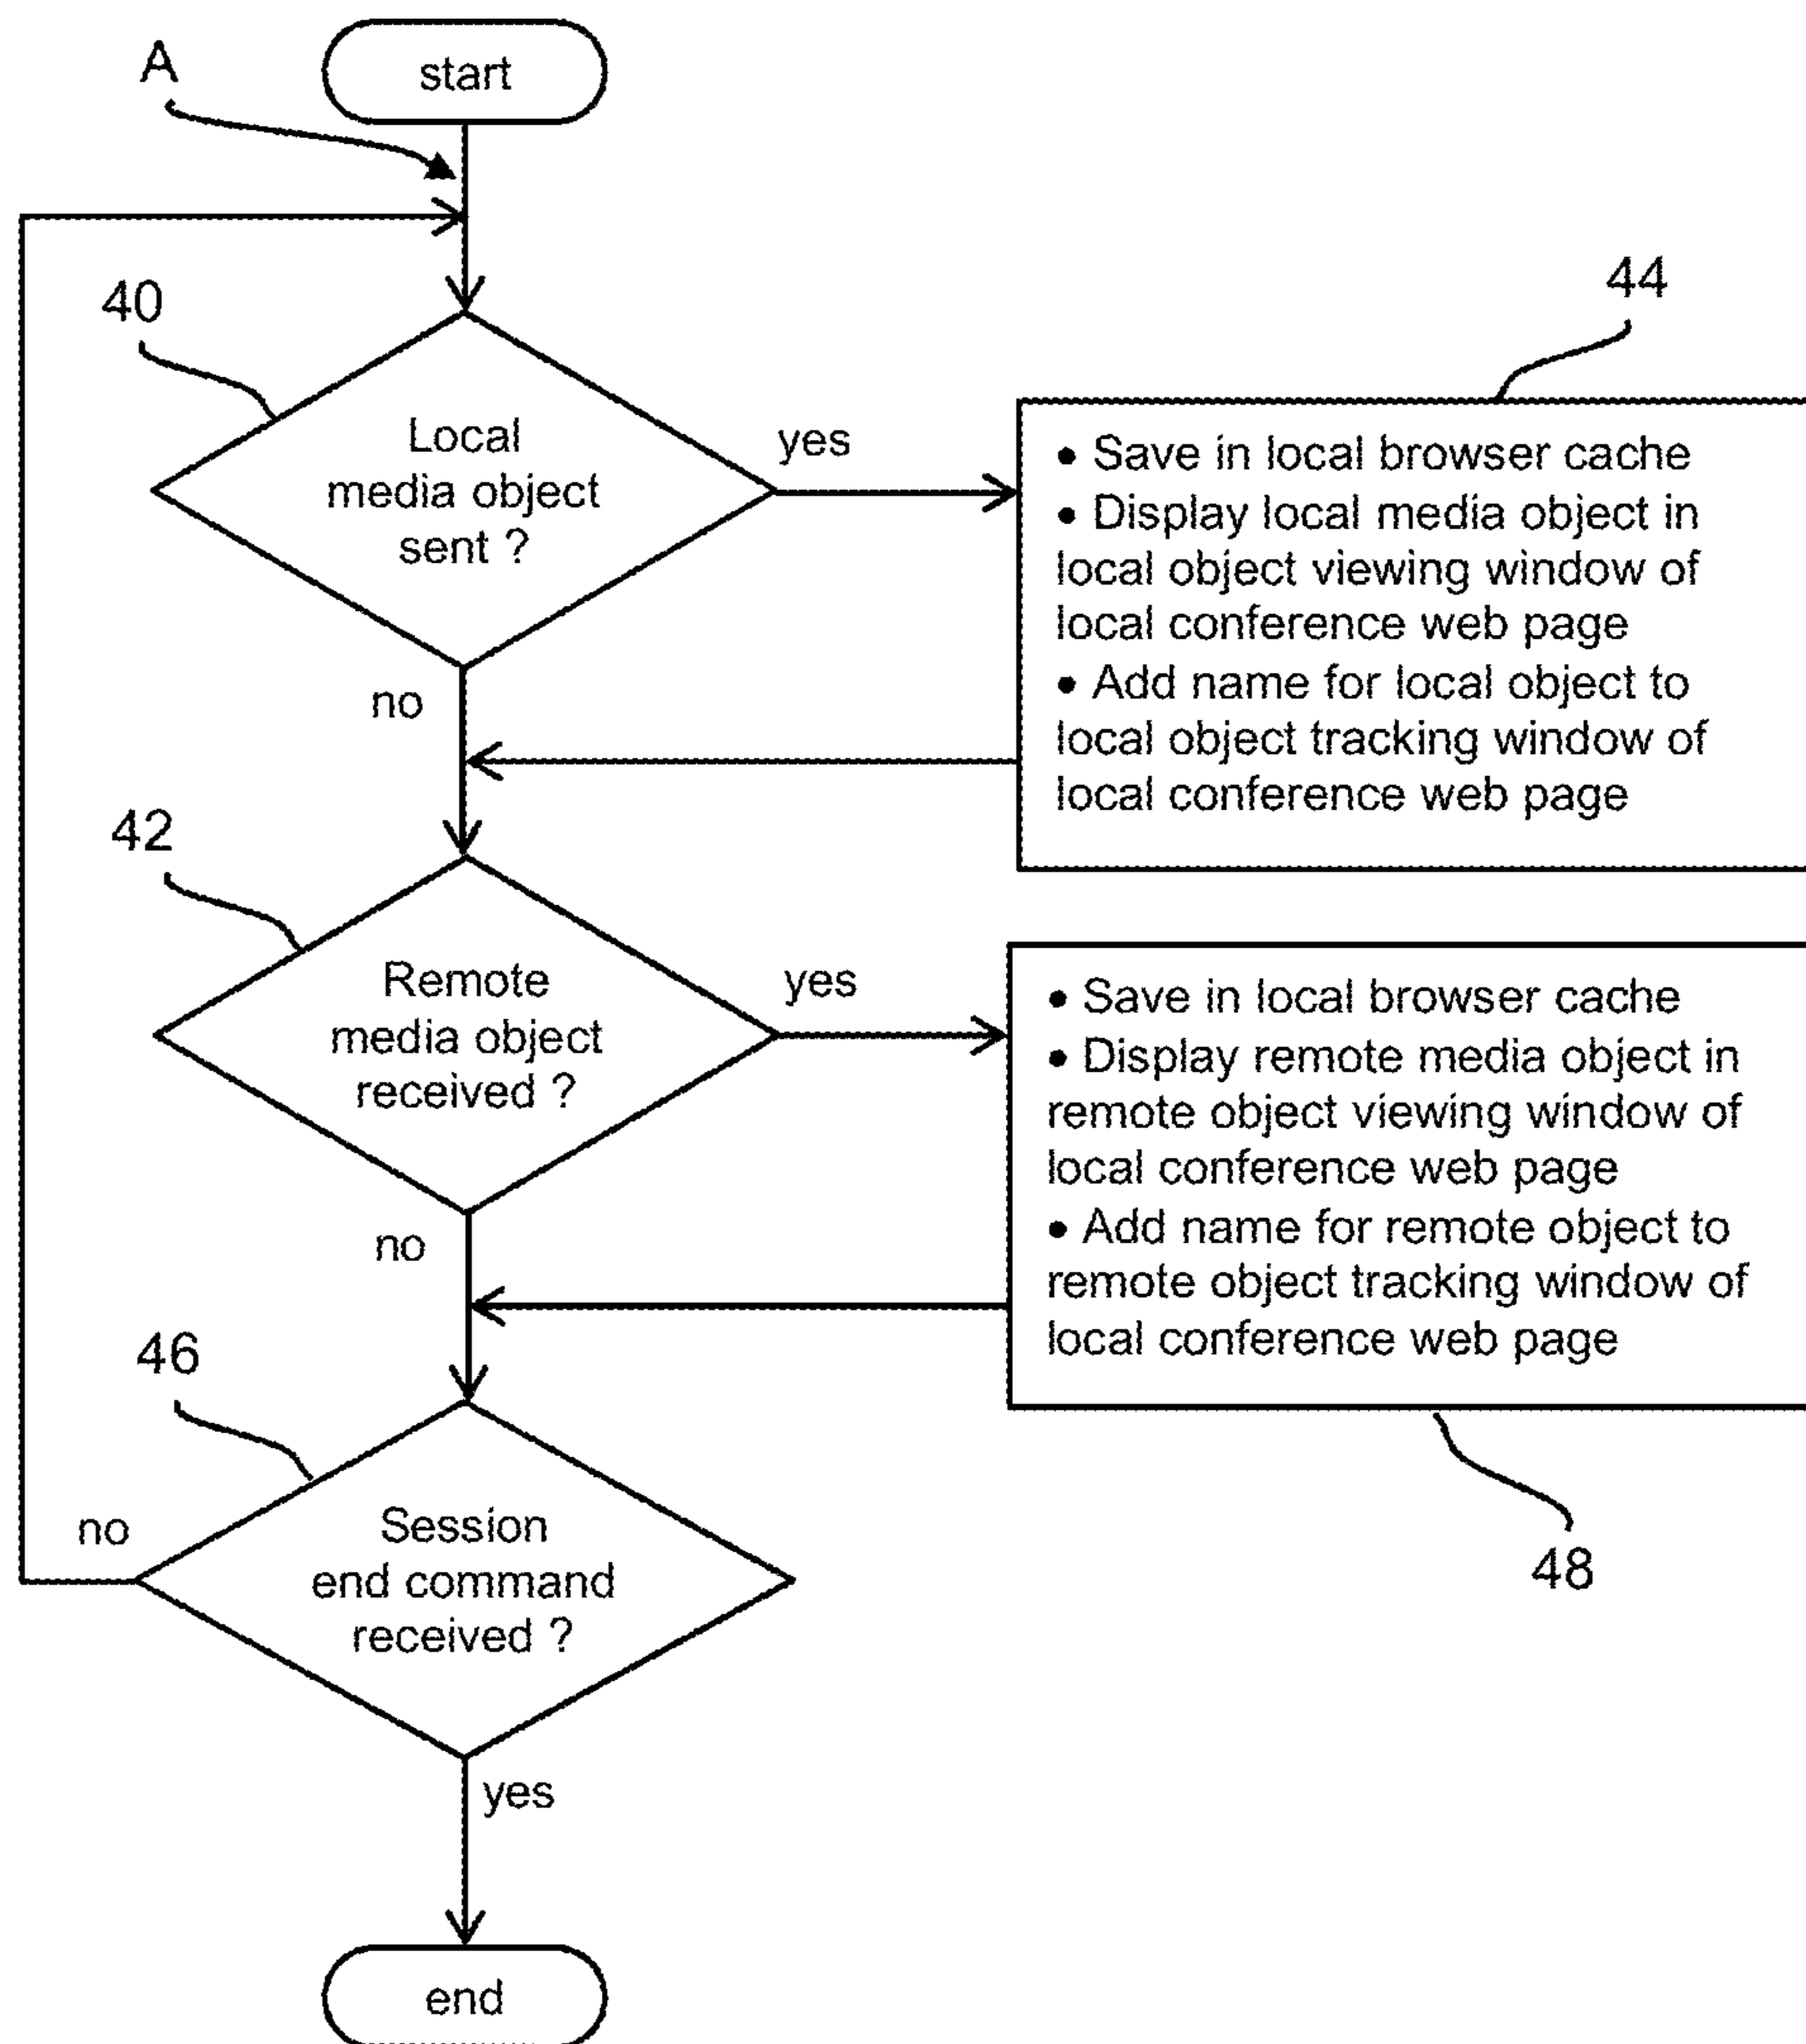 start
A
40
Local
media object
sent ?
yes
no
44
• Save in local browser cache
• Display local media object in
local object viewing window of
local conference web page
• Add name for local object to
local object tracking window of
local conference web page
42
Remote
media object
received ?
yes
no
• Save in local browser cache
• Display remote media object in
remote object viewing window of
local conference web page
• Add name for remote object to
remote object tracking window of
local conference web page
48
46
Session
end command
received ?
no
yes
end